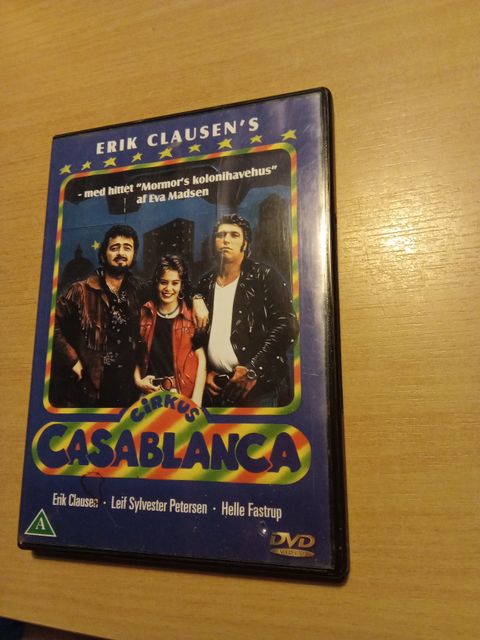 ERIK CLAUSEN'S
- med hittet "Mormor's kolonihavehus"
af Eva Madsen
CIRKUS
CASABLANCA
Erik Clausen · Leif Sylvester Petersen · Helle Fastrup
A
DVD
VIDEO